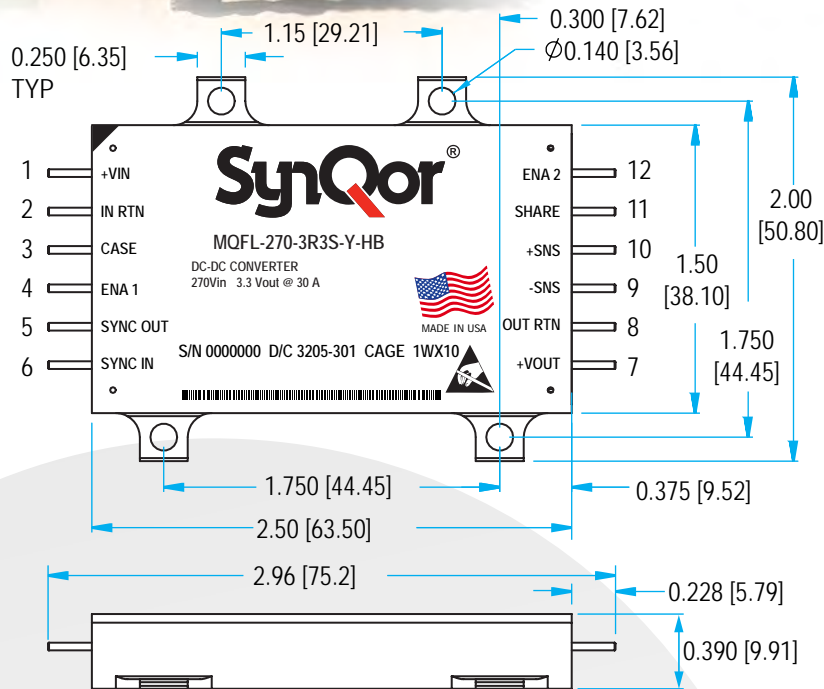 1.15 [29.21]
0.300 [7.62]
0.250 [6.35]
TYP
Ø0.140 [3.56]
SynQor®
1 +VIN
2 IN RTN
3 CASE
4 ENA 1
5 SYNC OUT
6 SYNC IN
ENA 2 12
SHARE 11
+SNS 10
-SNS 9
OUT RTN 8
+VOUT 7
MQFL-270-3R3S-Y-HB
DC-DC CONVERTER
270Vin 3.3 Vout @ 30 A
MADE IN USA
S/N 0000000 D/C 3205-301 CAGE 1WX10
2.00
[50.80]
1.50
[38.10]
1.750
[44.45]
1.750 [44.45]
0.375 [9.52]
2.50 [63.50]
2.96 [75.2]
0.228 [5.79]
0.390 [9.91]